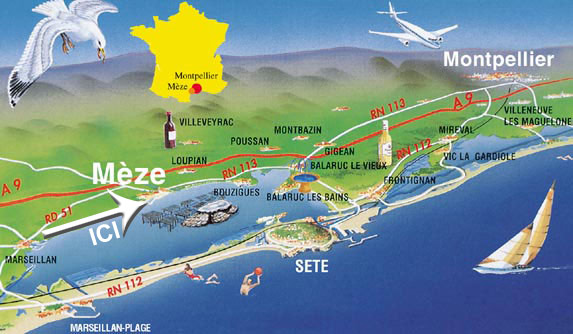 Montpellier
Mèze
Montpellier
RN 113
A 9
VILLENEUVE
LES MAGUELONE
VILLEVEYRAC
MONTBAZIN
MIREVAL
POUSSAN
GIGEAN
RN 112
VIC LA GARDIOLE
LOUPIAN
RN 113
BALARUC LE VIEUX
Mèze
BOUZIGUES
FRONTIGNAN
A 9
BALARUC LES BAINS
RD 51
ICI
MARSEILLAN
SETE
RN 112
MARSEILLAN-PLAGE